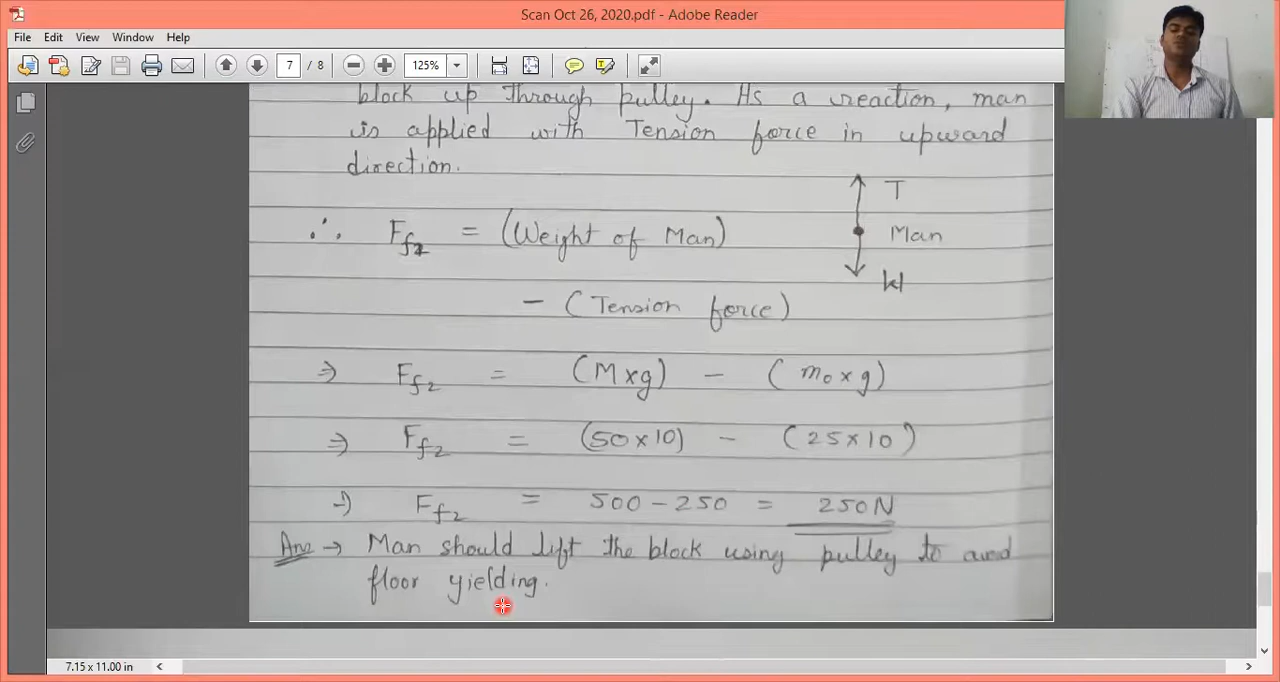 Scan Oct 26, 2020.pdf - Adobe Reader
File Edit View Window Help
7 / 8 125%
block up through pulley. As a reaction, man
is applied with Tension force in upward
direction.
T
∴ Ff2 = (Weight of Man)
Man
W
- (Tension force)
⇒ Ff2 = (M×g) - (m0×g)
⇒ Ff2 = (50×10) - (25×10)
⇒ Ff2 = 500 - 250 = 250N
Ans → Man should lift the block using pulley to avoid
floor yielding.
7.15 x 11.00 in